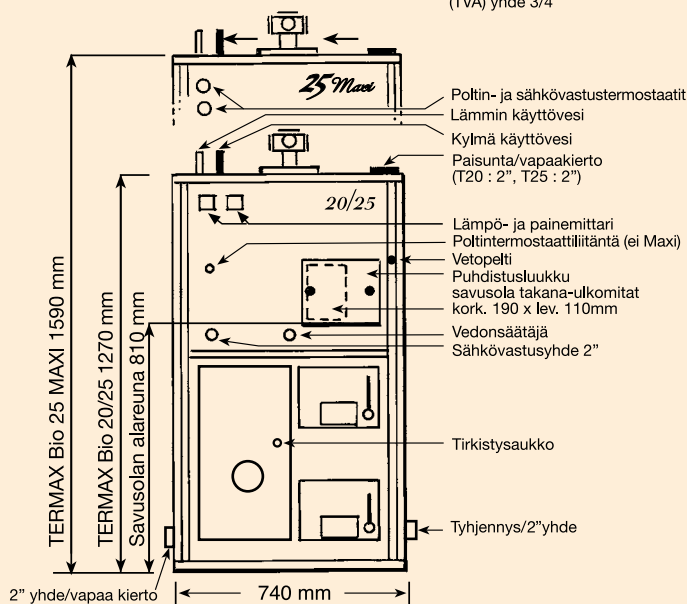 (TVA) yhde 3/4
25 Maxi
Poltin- ja sähkövastustermostaatit
Lämmin käyttövesi
Kylmä käyttövesi
Paisunta/vapaakierto
(T20 : 2”, T25 : 2”)
20/25
Lämpö- ja painemittari
Poltintermostaattiliitäntä (ei Maxi)
Vetopelti
Puhdistusluukku
savusola takana-ulkomitat
kork. 190 x lev. 110mm
Vedonsäätäjä
Sähkövastusyhde 2”
TERMAX Bio 25 MAXI 1590 mm
TERMAX Bio 20/25 1270 mm
Savusolan alareuna 810 mm
Tirkistysaukko
Tyhjennys/2”yhde
2” yhde/vapaa kierto
740 mm